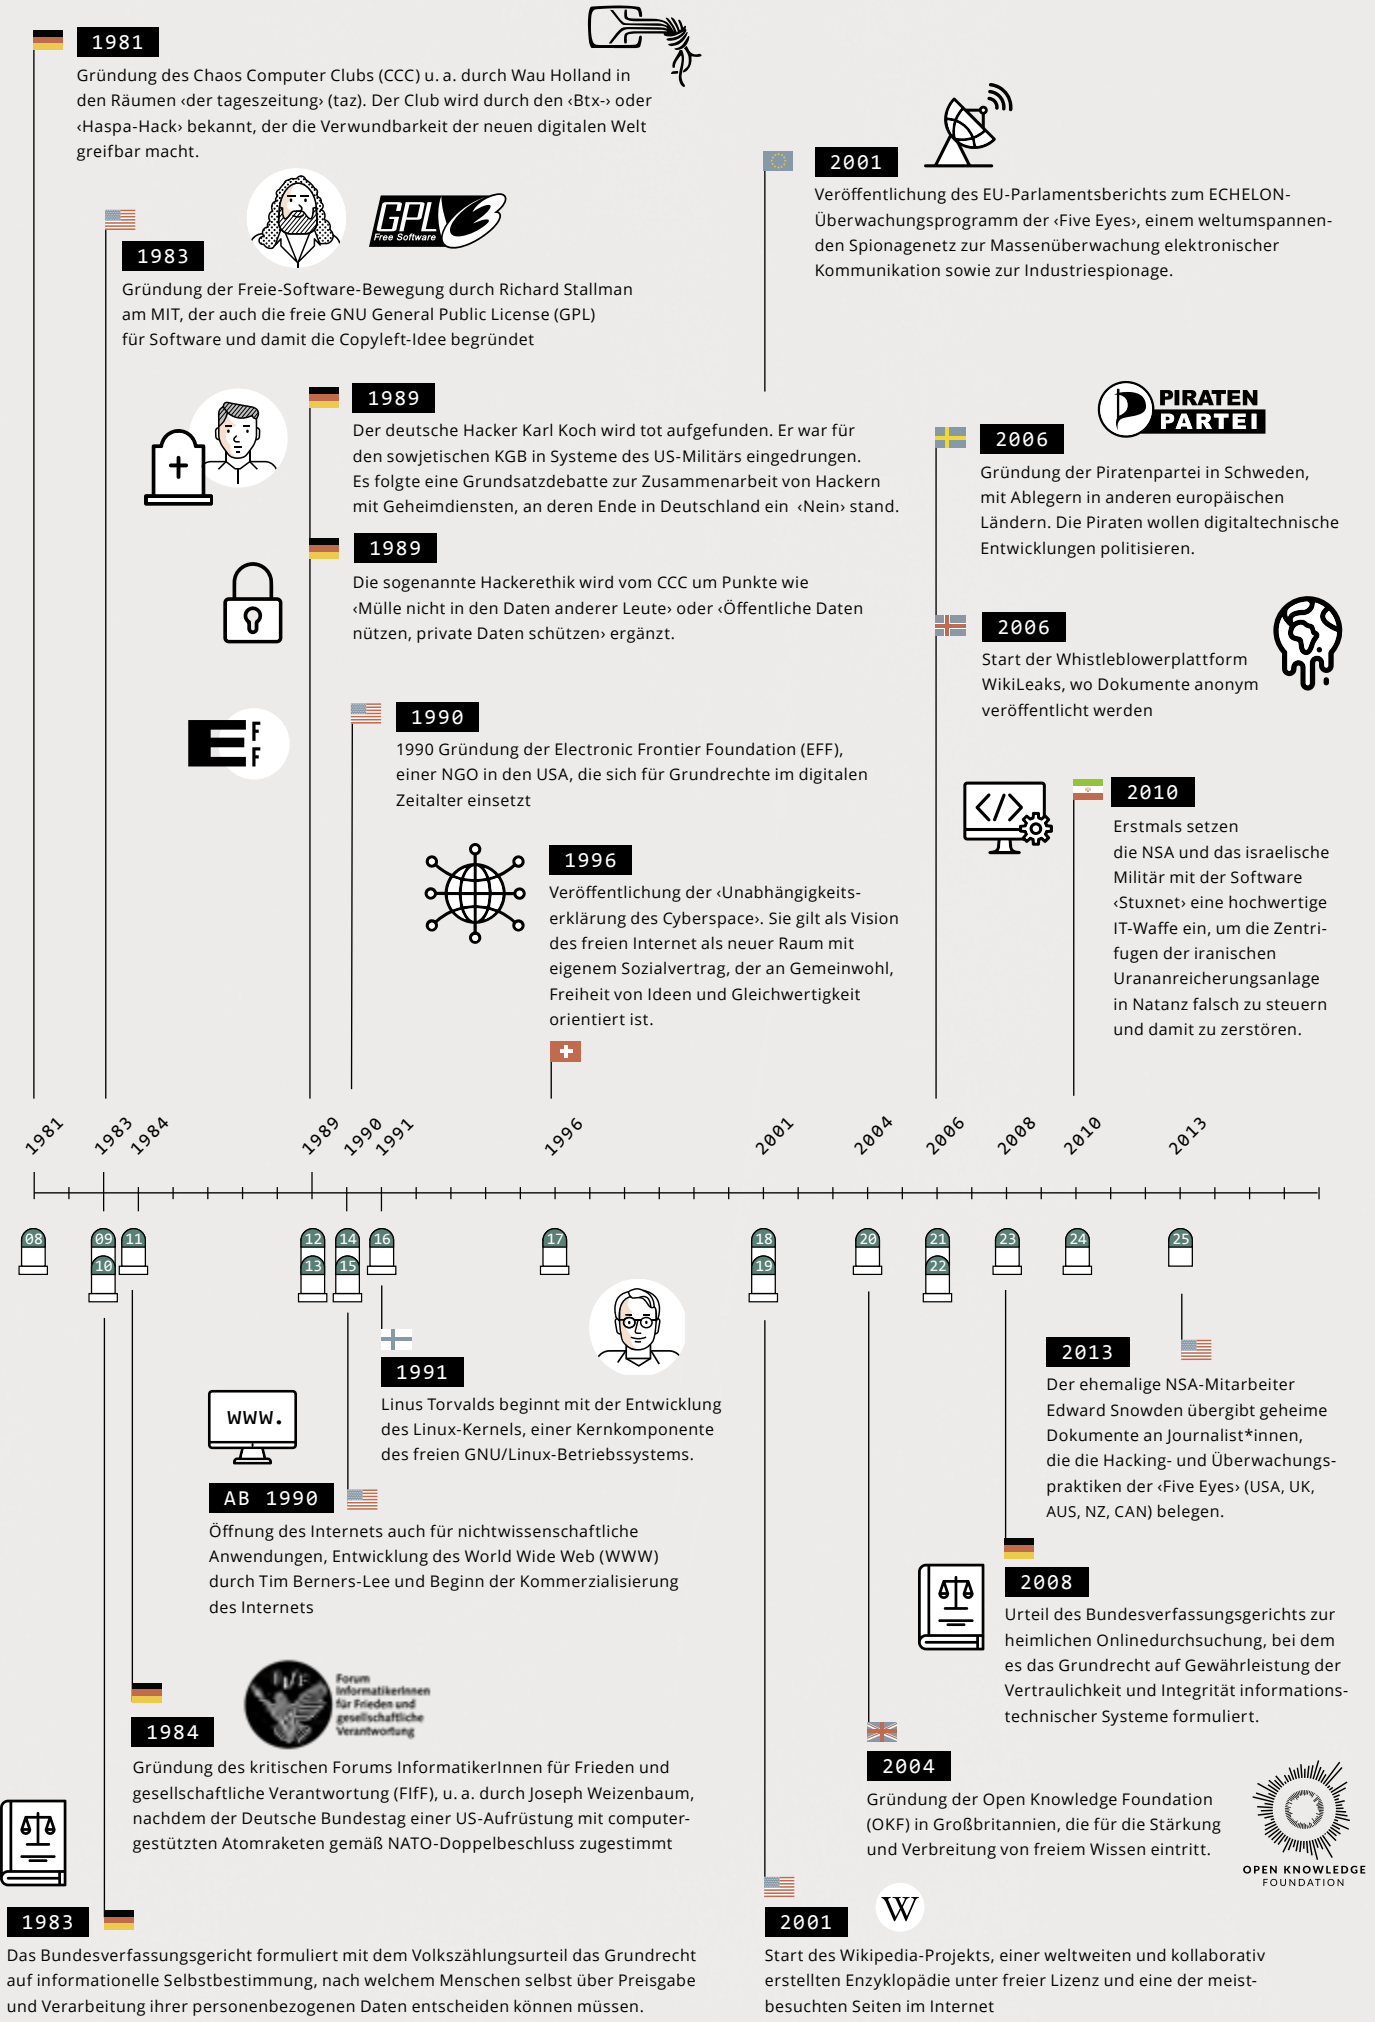 1981
Gründung des Chaos Computer Clubs (CCC) u. a. durch Wau Holland in
den Räumen ‹der tageszeitung› (taz). Der Club wird durch den ‹Btx-› oder
‹Haspa-Hack› bekannt, der die Verwundbarkeit der neuen digitalen Welt
greifbar macht.
GPLv3
Free Software
1983
Gründung der Freie-Software-Bewegung durch Richard Stallman
am MIT, der auch die freie GNU General Public License (GPL)
für Software und damit die Copyleft-Idee begründet
1989
Der deutsche Hacker Karl Koch wird tot aufgefunden. Er war für
den sowjetischen KGB in Systeme des US-Militärs eingedrungen.
Es folgte eine Grundsatzdebatte zur Zusammenarbeit von Hackern
mit Geheimdiensten, an deren Ende in Deutschland ein ‹Nein› stand.
1989
Die sogenannte Hackerethik wird vom CCC um Punkte wie
‹Mülle nicht in den Daten anderer Leute› oder ‹Öffentliche Daten
nützen, private Daten schützen› ergänzt.
EFF
1990
1990 Gründung der Electronic Frontier Foundation (EFF),
einer NGO in den USA, die sich für Grundrechte im digitalen
Zeitalter einsetzt
1996
Veröffentlichung der ‹Unabhängigkeits-
erklärung des Cyberspace›. Sie gilt als Vision
des freien Internet als neuer Raum mit
eigenem Sozialvertrag, der an Gemeinwohl,
Freiheit von Ideen und Gleichwertigkeit
orientiert ist.
2001
Veröffentlichung des EU-Parlamentsberichts zum ECHELON-
Überwachungsprogramm der ‹Five Eyes›, einem weltumspannen-
den Spionagenetz zur Massenüberwachung elektronischer
Kommunikation sowie zur Industriespionage.
PIRATEN
PARTEI
2006
Gründung der Piratenpartei in Schweden,
mit Ablegern in anderen europäischen
Ländern. Die Piraten wollen digitaltechnische
Entwicklungen politisieren.
2006
Start der Whistleblowerplattform
WikiLeaks, wo Dokumente anonym
veröffentlicht werden
</>
2010
Erstmals setzen
die NSA und das israelische
Militär mit der Software
‹Stuxnet› eine hochwertige
IT-Waffe ein, um die Zentri-
fugen der iranischen
Urananreicherungsanlage
in Natanz falsch zu steuern
und damit zu zerstören.
1981 1983 1984 1989 1990 1991 1996 2001 2004 2006 2008 2010 2013
08 09 11 12 14 16 17 18 20 21 23 24 25
10 13 15 19 22
1991
Linus Torvalds beginnt mit der Entwicklung
des Linux-Kernels, einer Kernkomponente
des freien GNU/Linux-Betriebssystems.
www.
AB 1990
Öffnung des Internets auch für nichtwissenschaftliche
Anwendungen, Entwicklung des World Wide Web (WWW)
durch Tim Berners-Lee und Beginn der Kommerzialisierung
des Internets
Forum
InformatikerInnen
für Frieden und
gesellschaftliche
Verantwortung
1984
Gründung des kritischen Forums InformatikerInnen für Frieden und
gesellschaftliche Verantwortung (FIfF), u. a. durch Joseph Weizenbaum,
nachdem der Deutsche Bundestag einer US-Aufrüstung mit computer-
gestützten Atomraketen gemäß NATO-Doppelbeschluss zugestimmt
1983
Das Bundesverfassungsgericht formuliert mit dem Volkszählungsurteil das Grundrecht
auf informationelle Selbstbestimmung, nach welchem Menschen selbst über Preisgabe
und Verarbeitung ihrer personenbezogenen Daten entscheiden können müssen.
2013
Der ehemalige NSA-Mitarbeiter
Edward Snowden übergibt geheime
Dokumente an Journalist*innen,
die die Hacking- und Überwachungs-
praktiken der ‹Five Eyes› (USA, UK,
AUS, NZ, CAN) belegen.
2008
Urteil des Bundesverfassungsgerichts zur
heimlichen Onlinedurchsuchung, bei dem
es das Grundrecht auf Gewährleistung der
Vertraulichkeit und Integrität informations-
technischer Systeme formuliert.
2004
Gründung der Open Knowledge Foundation
(OKF) in Großbritannien, die für die Stärkung
und Verbreitung von freiem Wissen eintritt.
OPEN KNOWLEDGE
FOUNDATION
W
2001
Start des Wikipedia-Projekts, einer weltweiten und kollaborativ
erstellten Enzyklopädie unter freier Lizenz und eine der meist-
besuchten Seiten im Internet